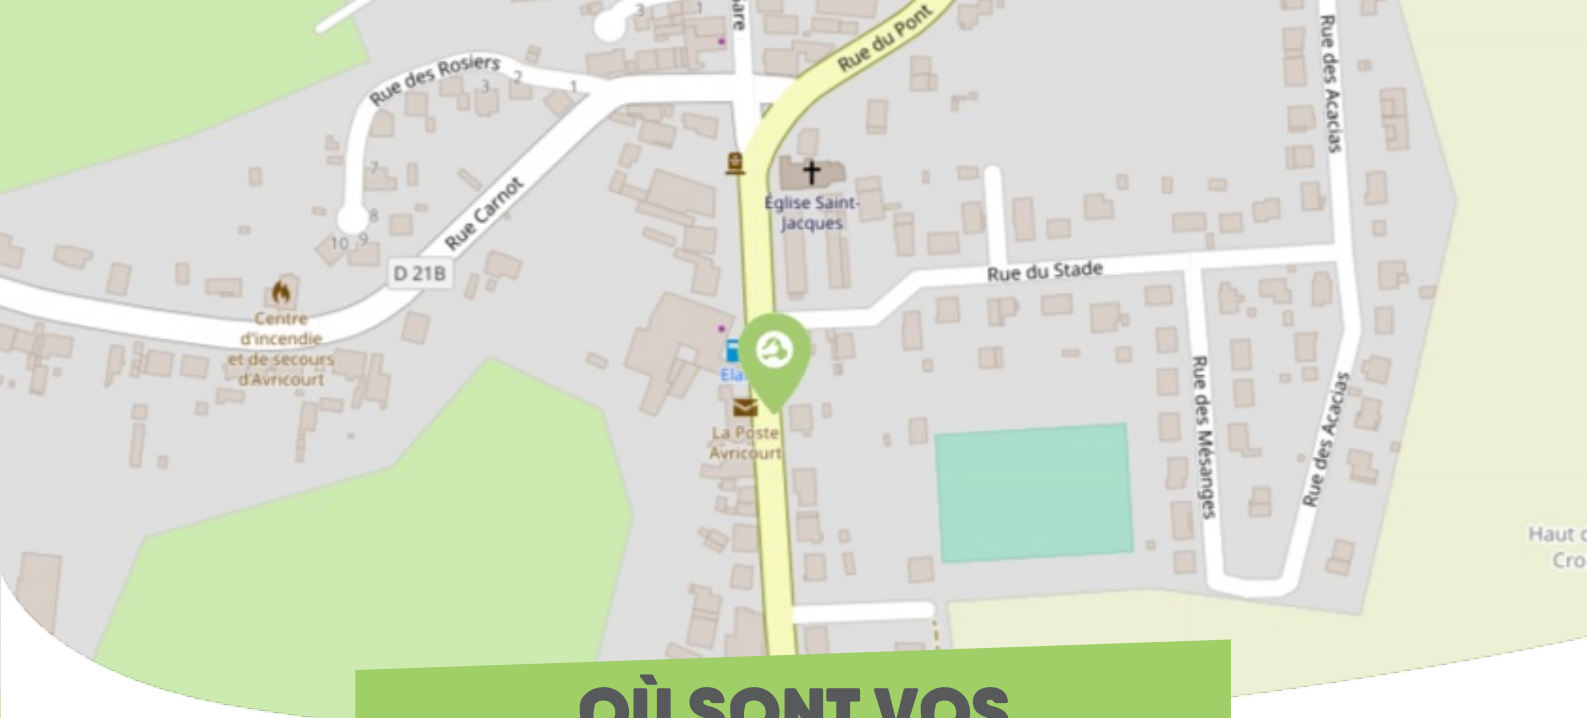 3
1
Rue du Pont
Rue des Acacias
Rue des Rosiers
3
2
1
7
8
10
9
Rue Carnot
D 21B
Église Saint-
Jacques
Rue du Stade
Centre
d'incendie
et de secours
d'Avricourt
La Poste
Avricourt
Rue des Mésanges
Rue des Acacias
Haut
OÙ SONT VOS